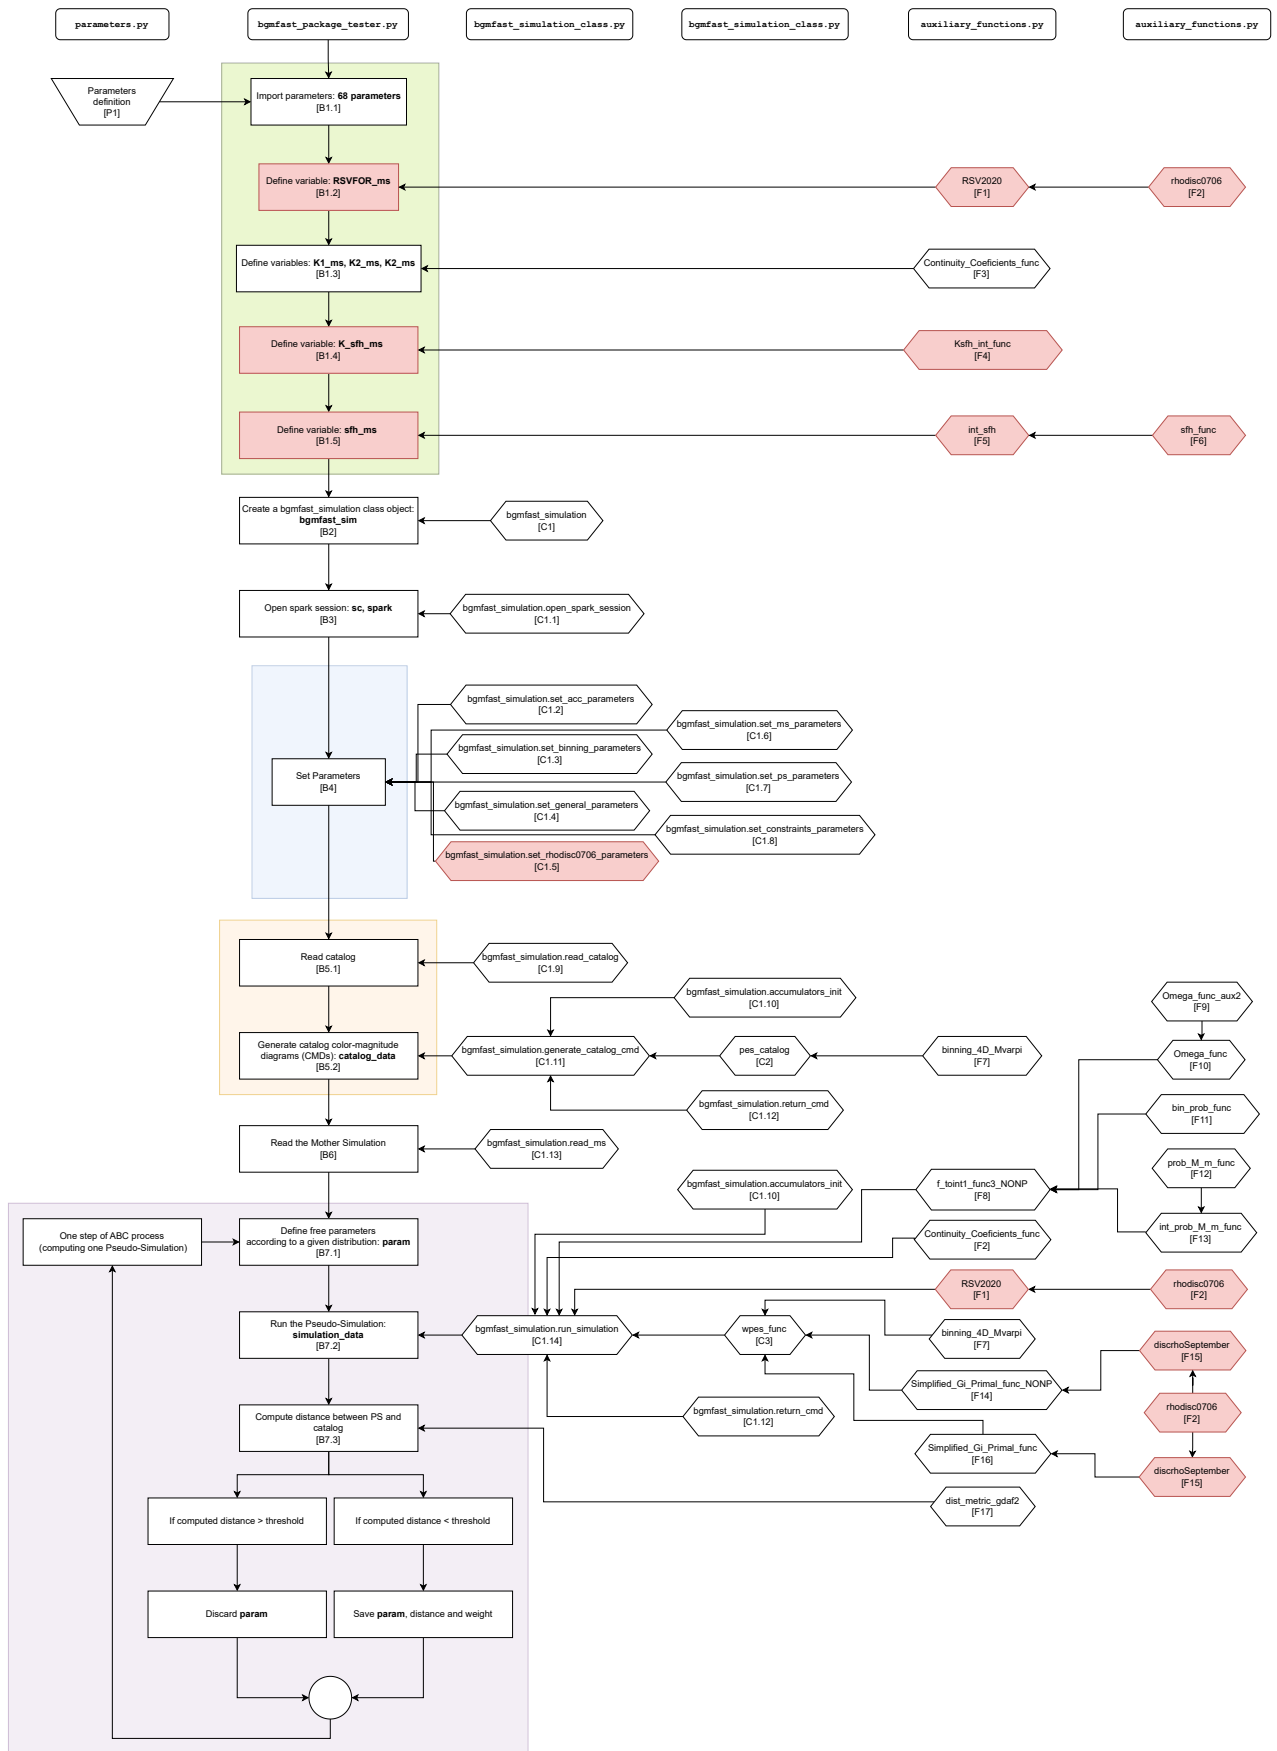 parameters.py
bgmfast_package_tester.py
bgmfast_simulation_class.py
bgmfast_simulation_class.py
auxiliary_functions.py
auxiliary_functions.py
Parameters
definition
[P1]
Import parameters: 68 parameters
[B1.1]
Define variable: RSVFOR_ms
[B1.2]
RSV2020
[F1]
rhodisc0706
[F2]
Define variables: K1_ms, K2_ms, K2_ms
[B1.3]
Continuity_Coeficients_func
[F3]
Define variable: K_sfh_ms
[B1.4]
Ksfh_int_func
[F4]
Define variable: sfh_ms
[B1.5]
int_sfh
[F5]
sfh_func
[F6]
Create a bgmfast_simulation class object:
bgmfast_sim
[B2]
bgmfast_simulation
[C1]
Open spark session: sc, spark
[B3]
bgmfast_simulation.open_spark_session
[C1.1]
Set Parameters
[B4]
bgmfast_simulation.set_acc_parameters
[C1.2]
bgmfast_simulation.set_ms_parameters
[C1.6]
bgmfast_simulation.set_binning_parameters
[C1.3]
bgmfast_simulation.set_ps_parameters
[C1.7]
bgmfast_simulation.set_general_parameters
[C1.4]
bgmfast_simulation.set_constraints_parameters
[C1.8]
bgmfast_simulation.set_rhodisc0706_parameters
[C1.5]
Read catalog
[B5.1]
bgmfast_simulation.read_catalog
[C1.9]
bgmfast_simulation.accumulators_init
[C1.10]
Omega_func_aux2
[F9]
Generate catalog color-magnitude
diagrams (CMDs): catalog_data
[B5.2]
bgmfast_simulation.generate_catalog_cmd
[C1.11]
pes_catalog
[C2]
binning_4D_Mvarpi
[F7]
Omega_func
[F10]
bgmfast_simulation.return_cmd
[C1.12]
bin_prob_func
[F11]
Read the Mother Simulation
[B6]
bgmfast_simulation.read_ms
[C1.13]
prob_M_m_func
[F12]
bgmfast_simulation.accumulators_init
[C1.10]
f_toint1_func3_NONP
[F8]
int_prob_M_m_func
[F13]
One step of ABC process
(computing one Pseudo-Simulation)
Define free parameters
according to a given distribution: param
[B7.1]
Continuity_Coeficients_func
[F2]
RSV2020
[F1]
rhodisc0706
[F2]
Run the Pseudo-Simulation:
simulation_data
[B7.2]
bgmfast_simulation.run_simulation
[C1.14]
wpes_func
[C3]
binning_4D_Mvarpi
[F7]
discrhoSeptember
[F15]
Simplified_Gi_Primal_func_NONP
[F14]
Compute distance between PS and
catalog
[B7.3]
bgmfast_simulation.return_cmd
[C1.12]
rhodisc0706
[F2]
Simplified_Gi_Primal_func
[F16]
discrhoSeptember
[F15]
dist_metric_gdaf2
[F17]
If computed distance > threshold
If computed distance < threshold
Discard param
Save param, distance and weight